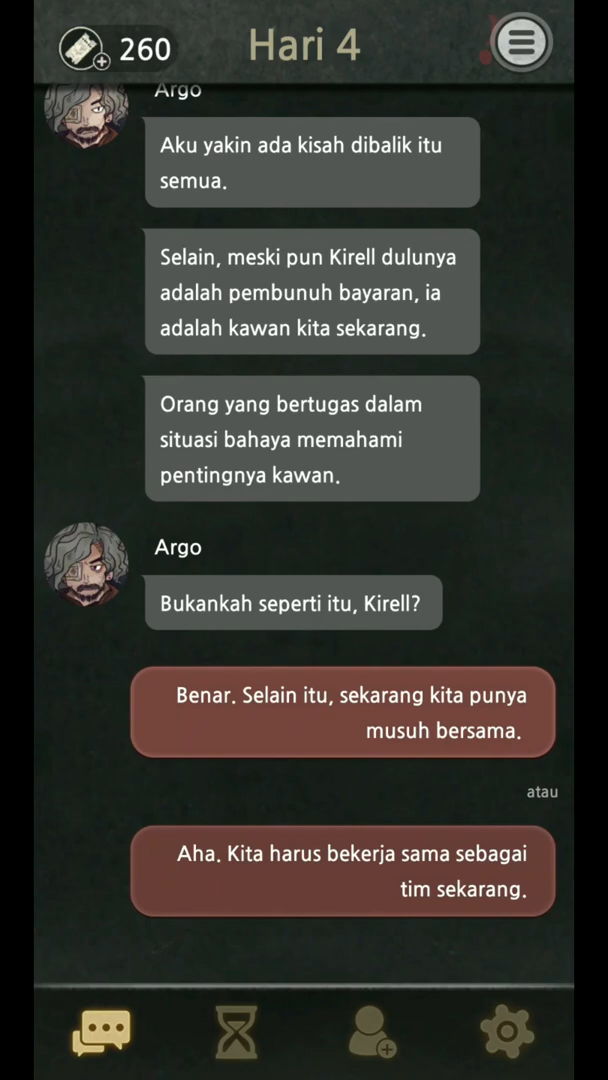 260
Hari 4
Argo
Aku yakin ada kisah dibalik itu
semua.
Selain, meski pun Kirell dulunya
adalah pembunuh bayaran, ia
adalah kawan kita sekarang.
Orang yang bertugas dalam
situasi bahaya memahami
pentingnya kawan.
Argo
Bukankah seperti itu, Kirell?
Benar. Selain itu, sekarang kita punya
musuh bersama.
atau
Aha. Kita harus bekerja sama sebagai
tim sekarang.